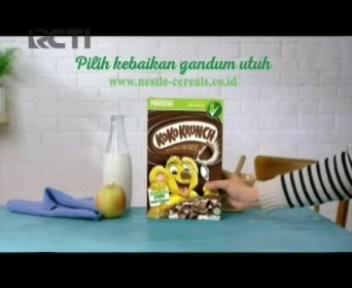 RCTI
Pilih kebaikan gandum utuh
www.nestle-cereals.co.id
Nestlé
KOKO KRUNCH